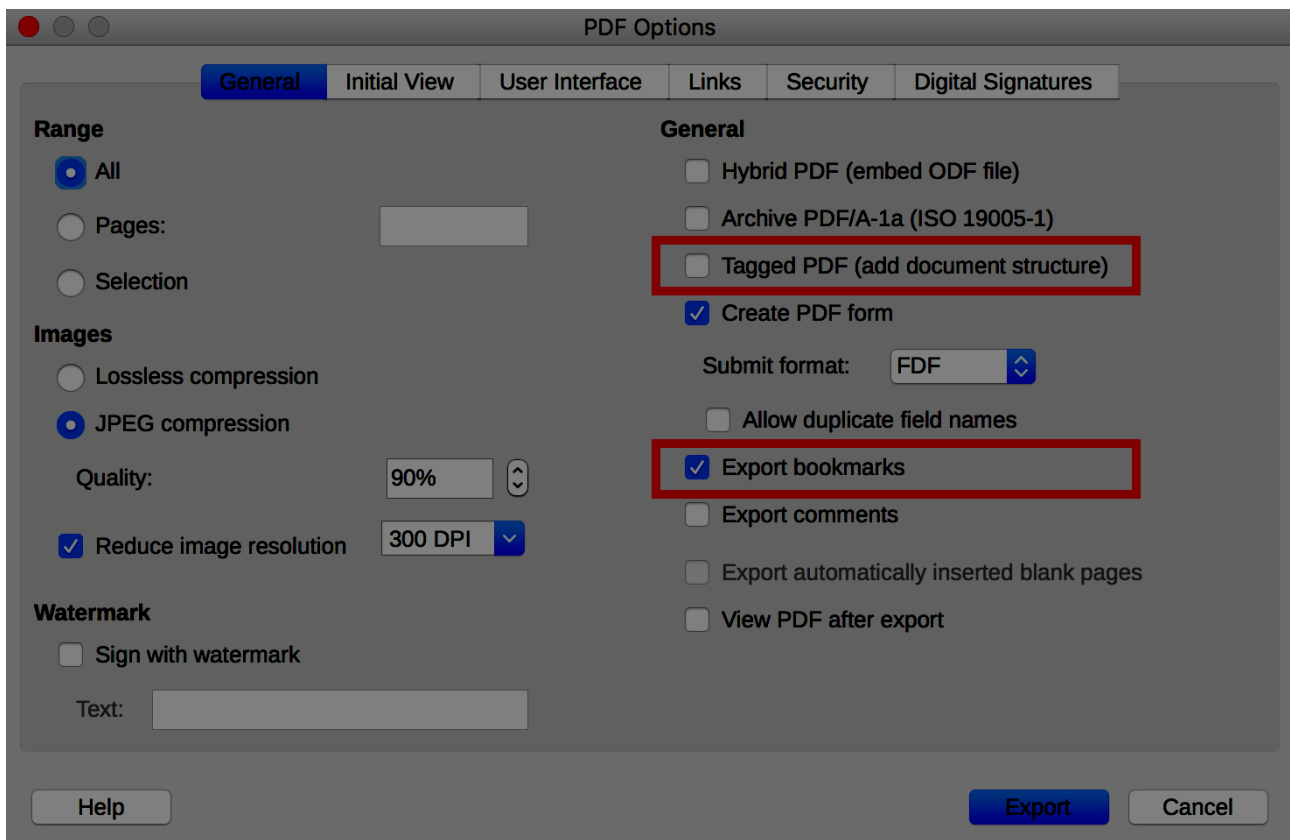 PDF Options
General
Initial View
User Interface
Links
Security
Digital Signatures
Range
All
Pages:
Selection
Images
Lossless compression
JPEG compression
Quality:
90%
Reduce image resolution
300 DPI
Watermark
Sign with watermark
Text:
General
Hybrid PDF (embed ODF file)
Archive PDF/A-1a (ISO 19005-1)
Tagged PDF (add document structure)
Create PDF form
Submit format:
FDF
Allow duplicate field names
Export bookmarks
Export comments
Export automatically inserted blank pages
View PDF after export
Help
Export
Cancel